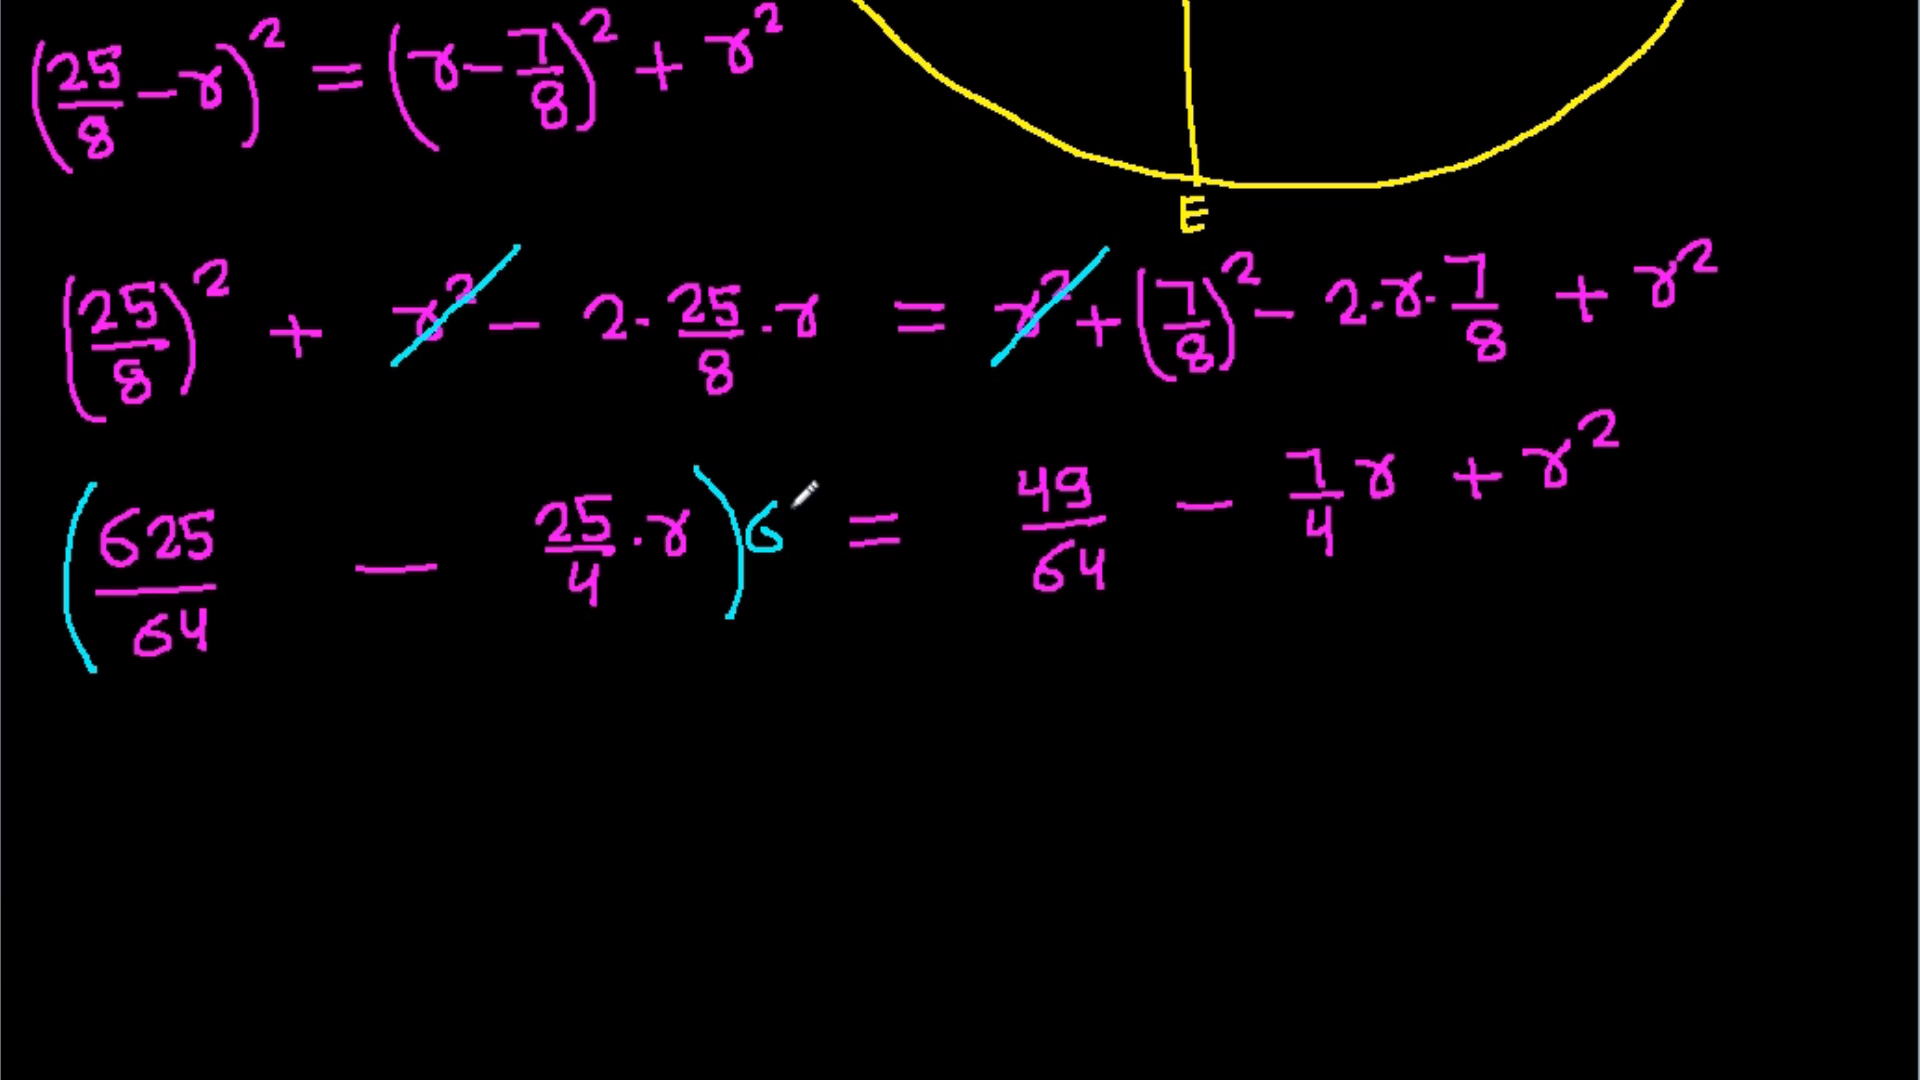 (25/8 - r)² = (r - 7/8)² + r²
E
(25/8)² + r² - 2 · 25/8 · r = r² + (7/8)² - 2 · r · 7/8 + r²
(625/64 - 25/4 · r)6 = 49/64 - 7/4 r + r²